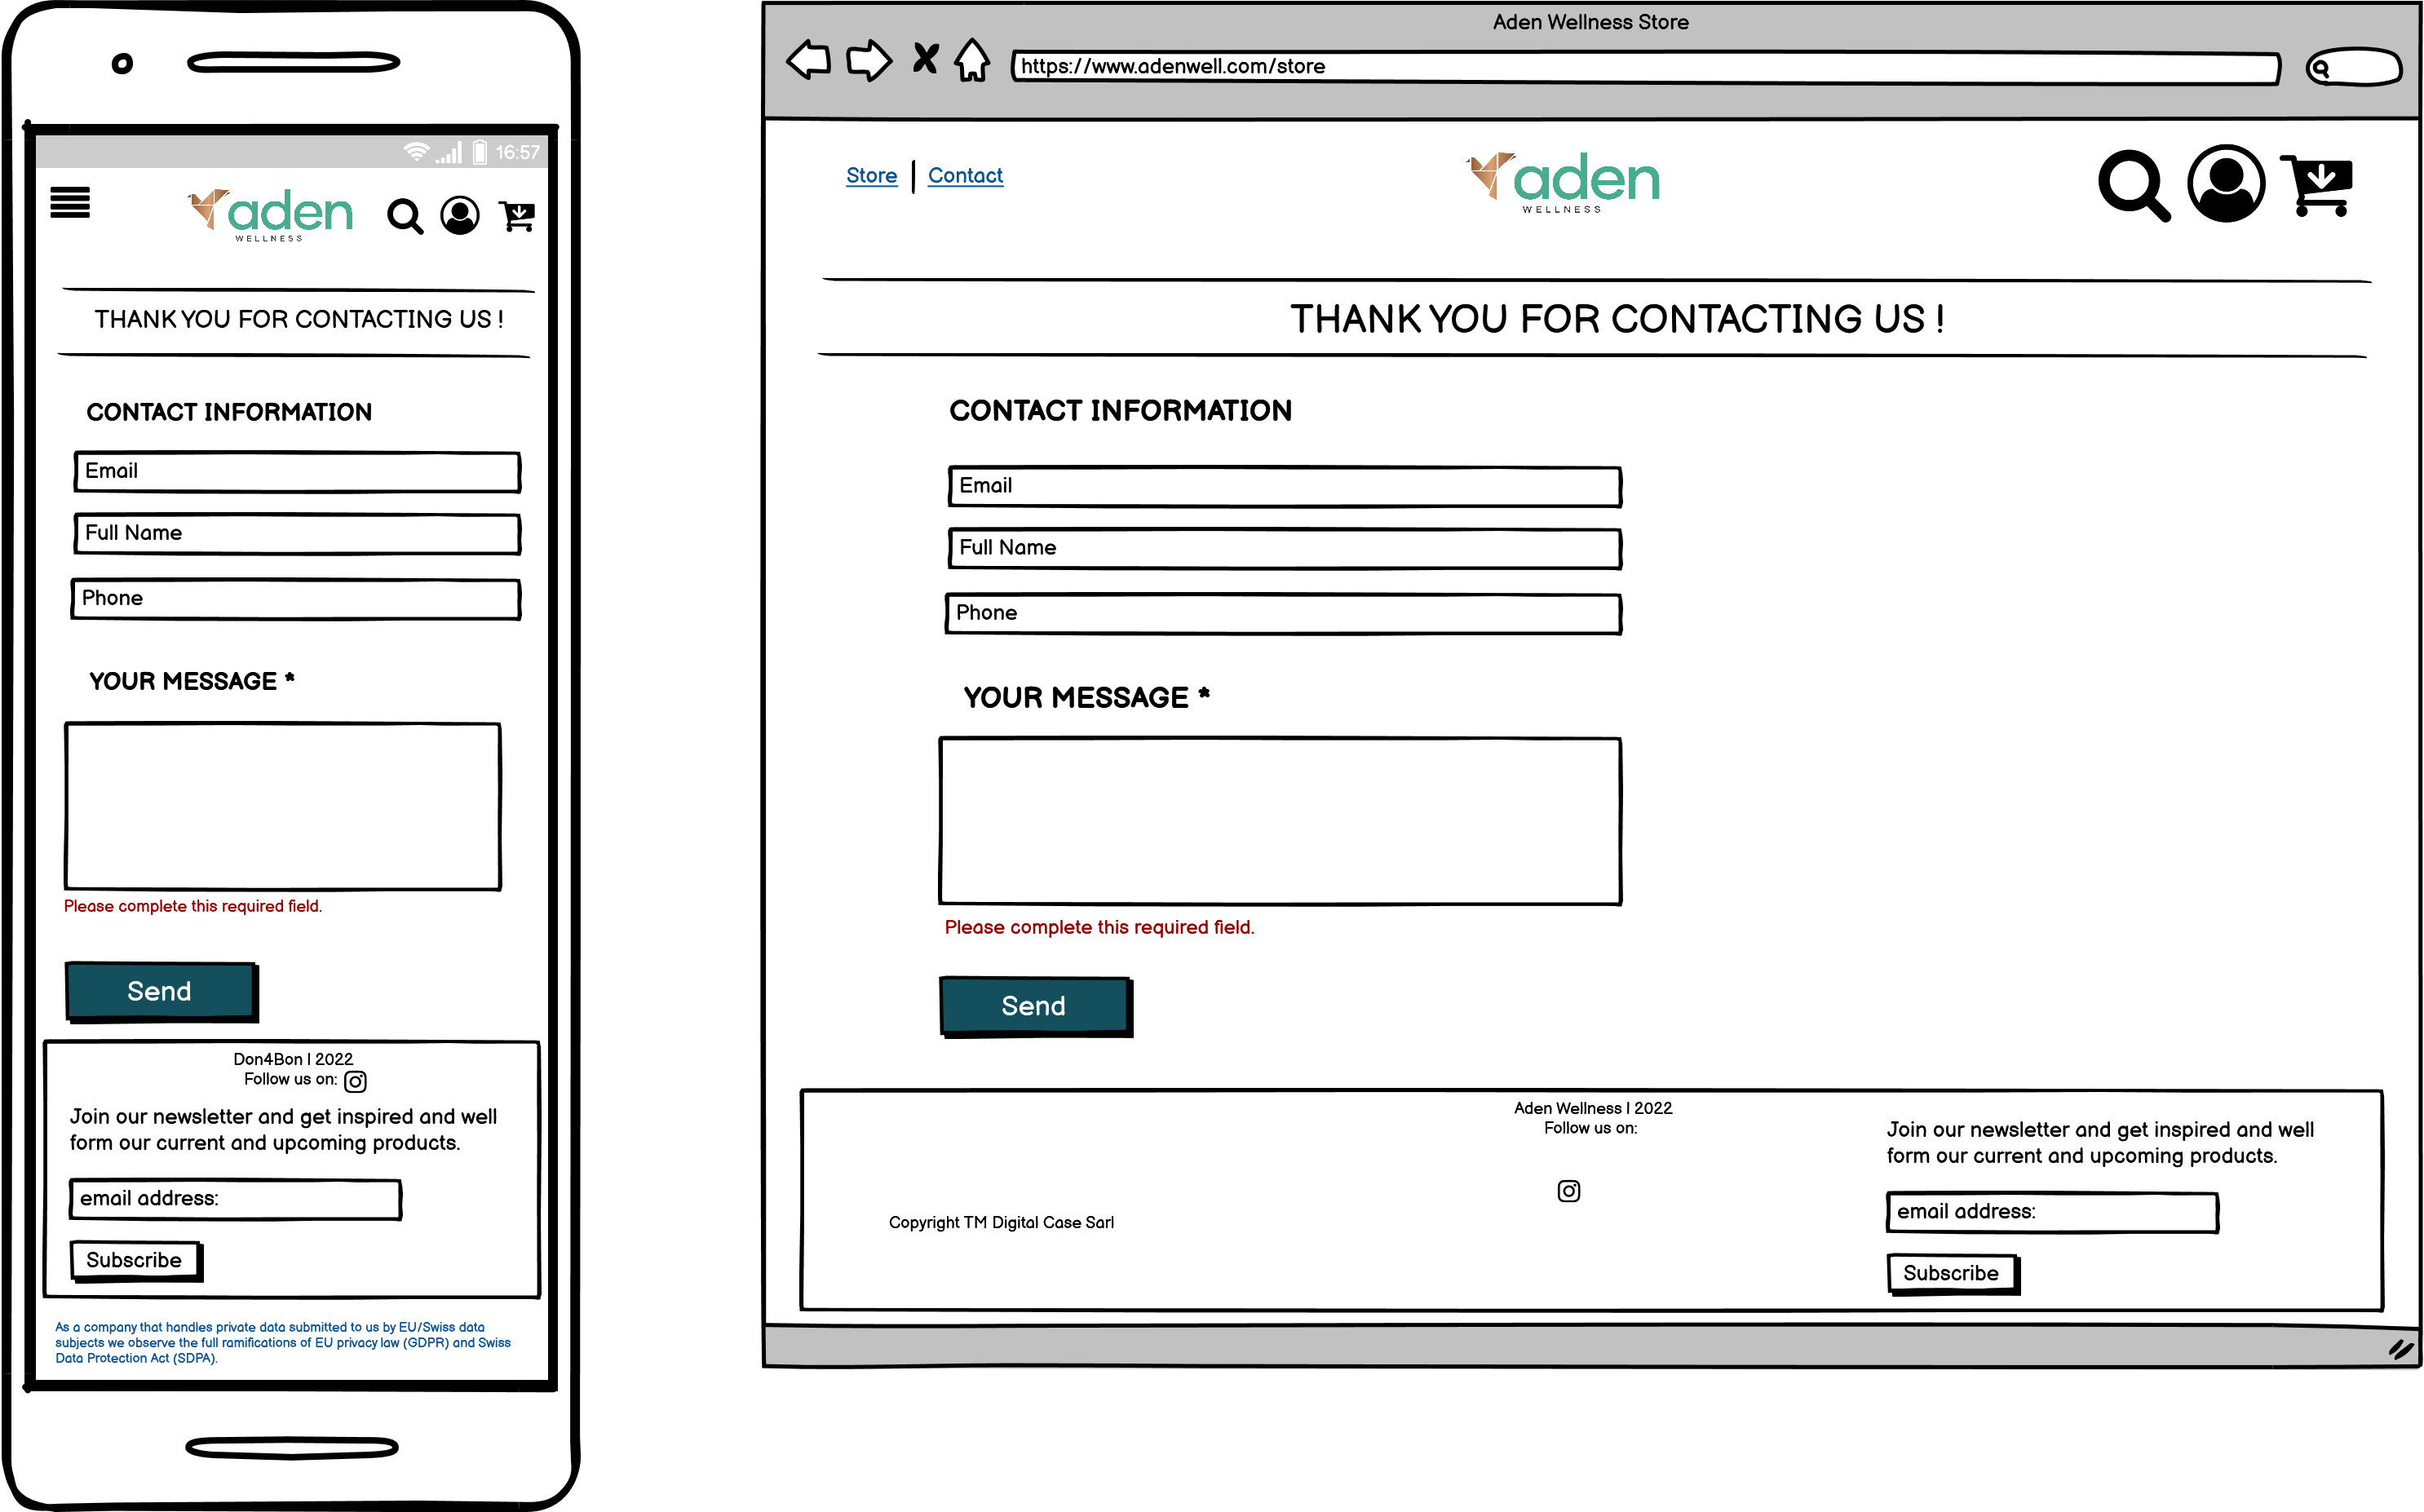 16:57
aden
WELLNESS
THANK YOU FOR CONTACTING US !
CONTACT INFORMATION
Email
Full Name
Phone
YOUR MESSAGE *
Please complete this required field.
Send
Don4Bon | 2022
Follow us on:
Join our newsletter and get inspired and well
form our current and upcoming products.
email address:
Subscribe
As a company that handles private data submitted to us by EU/Swiss data
subjects we observe the full ramifications of EU privacy law (GDPR) and Swiss
Data Protection Act (SDPA).
Aden Wellness Store
https://www.adenwell.com/store
Store | Contact
aden
WELLNESS
THANK YOU FOR CONTACTING US !
CONTACT INFORMATION
Email
Full Name
Phone
YOUR MESSAGE *
Please complete this required field.
Send
Copyright TM Digital Case Sarl
Aden Wellness | 2022
Follow us on:
Join our newsletter and get inspired and well
form our current and upcoming products.
email address:
Subscribe